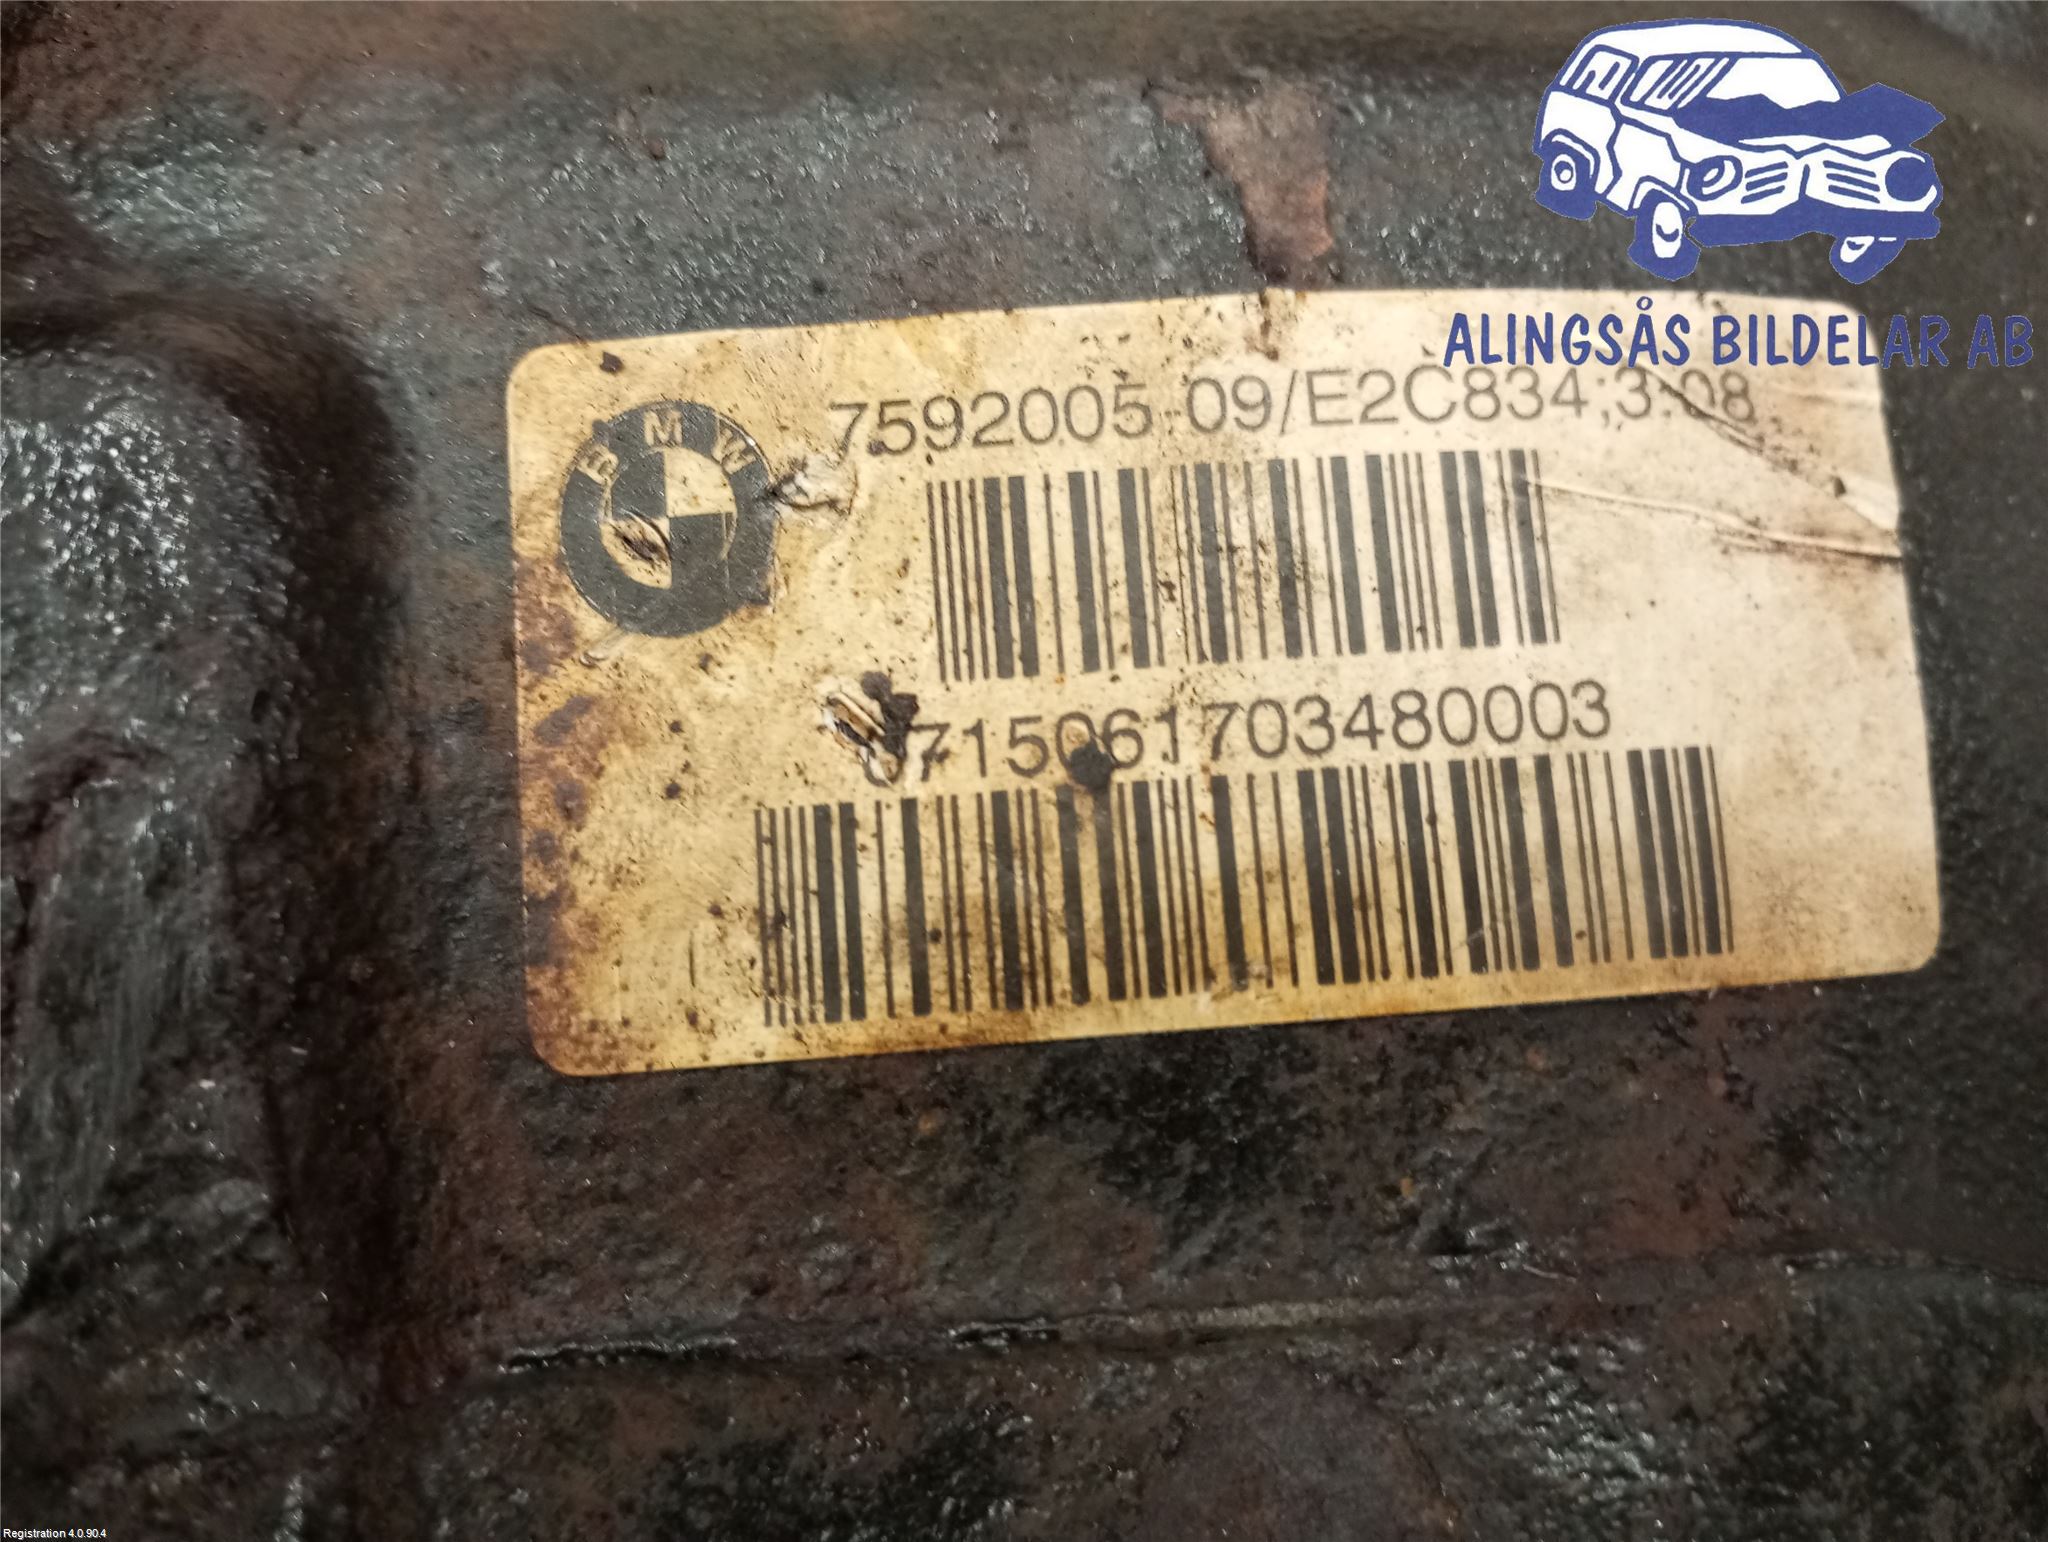 ALINGSÅS BILDELAR AB
7592005-09/E2C834;3.08
BMW
715061703480003
Registration 4.0.90.4